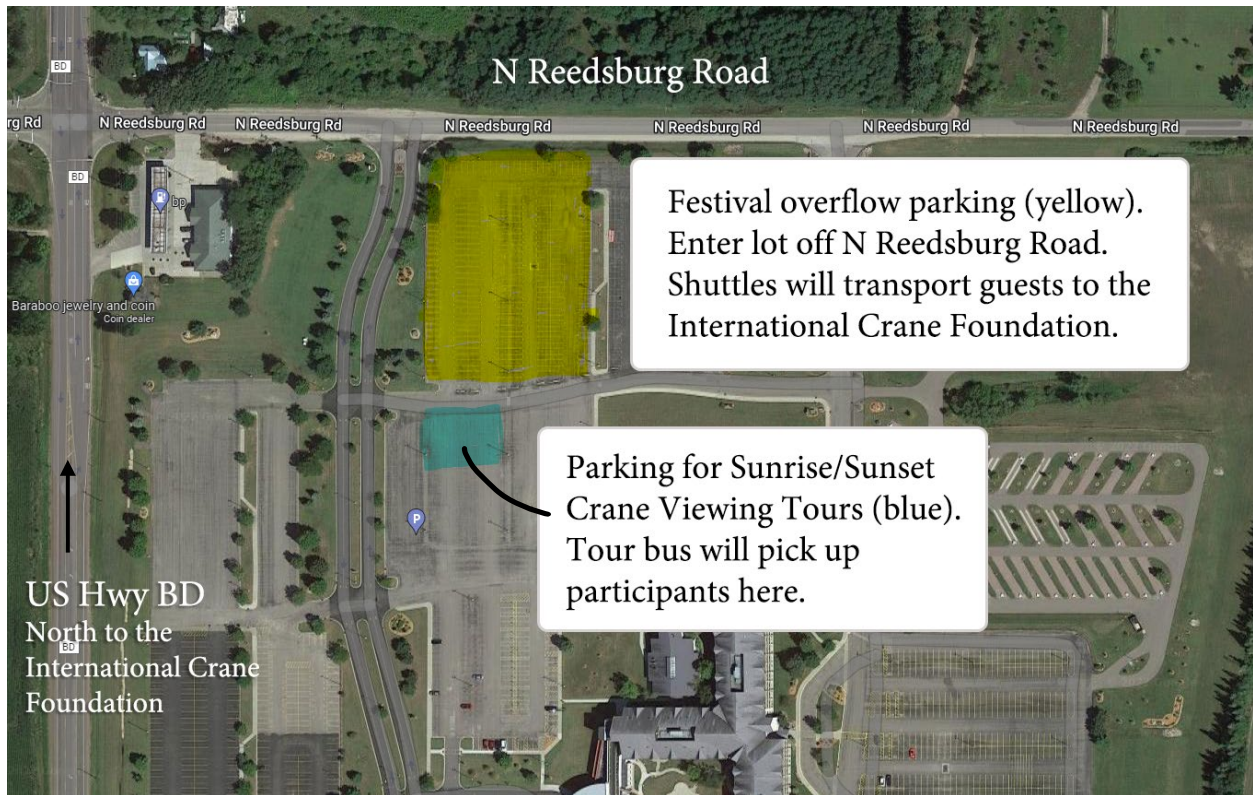 N Reedsburg Road
BD
rg Rd
N Reedsburg Rd
N Reedsburg Rd
N Reedsburg Rd
N Reedsburg Rd
N Reedsburg Rd
N Reedsburg Rd
BD
bp
Festival overflow parking (yellow).
Enter lot off N Reedsburg Road.
Shuttles will transport guests to the
International Crane Foundation.
Baraboo jewelry and coin
Coin dealer
Parking for Sunrise/Sunset
Crane Viewing Tours (blue).
Tour bus will pick up
participants here.
P
US Hwy BD
North to the
BD
International Crane
Foundation